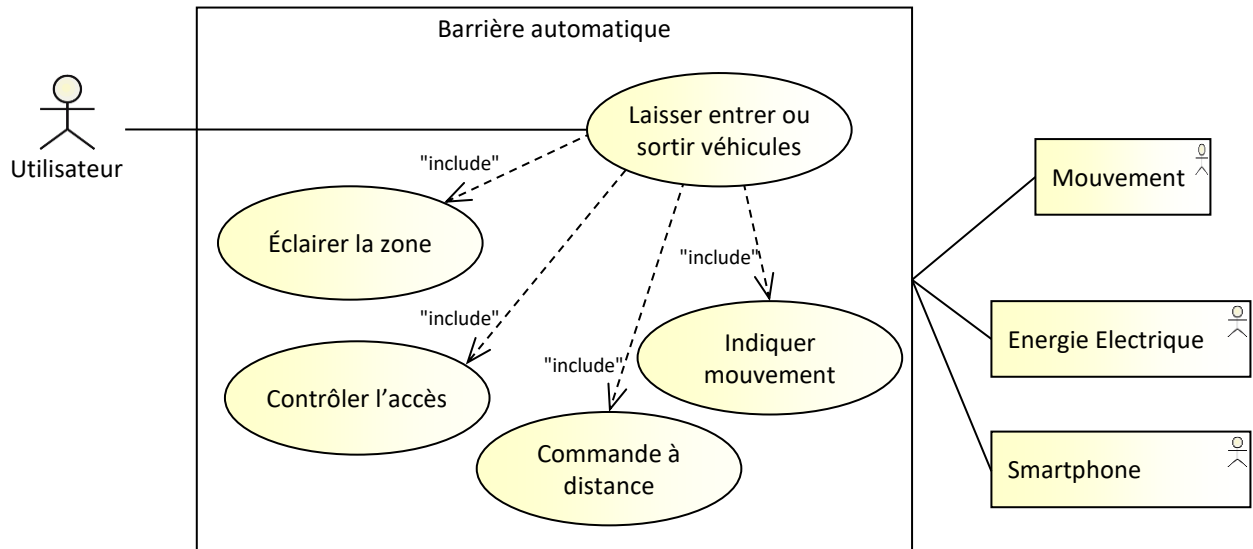 Barrière automatique
Utilisateur
Laisser entrer ou
sortir véhicules
"include"
Éclairer la zone
"include"
Contrôler l’accès
"include"
Commande à
distance
"include"
Indiquer
mouvement
Mouvement
Energie Electrique
Smartphone